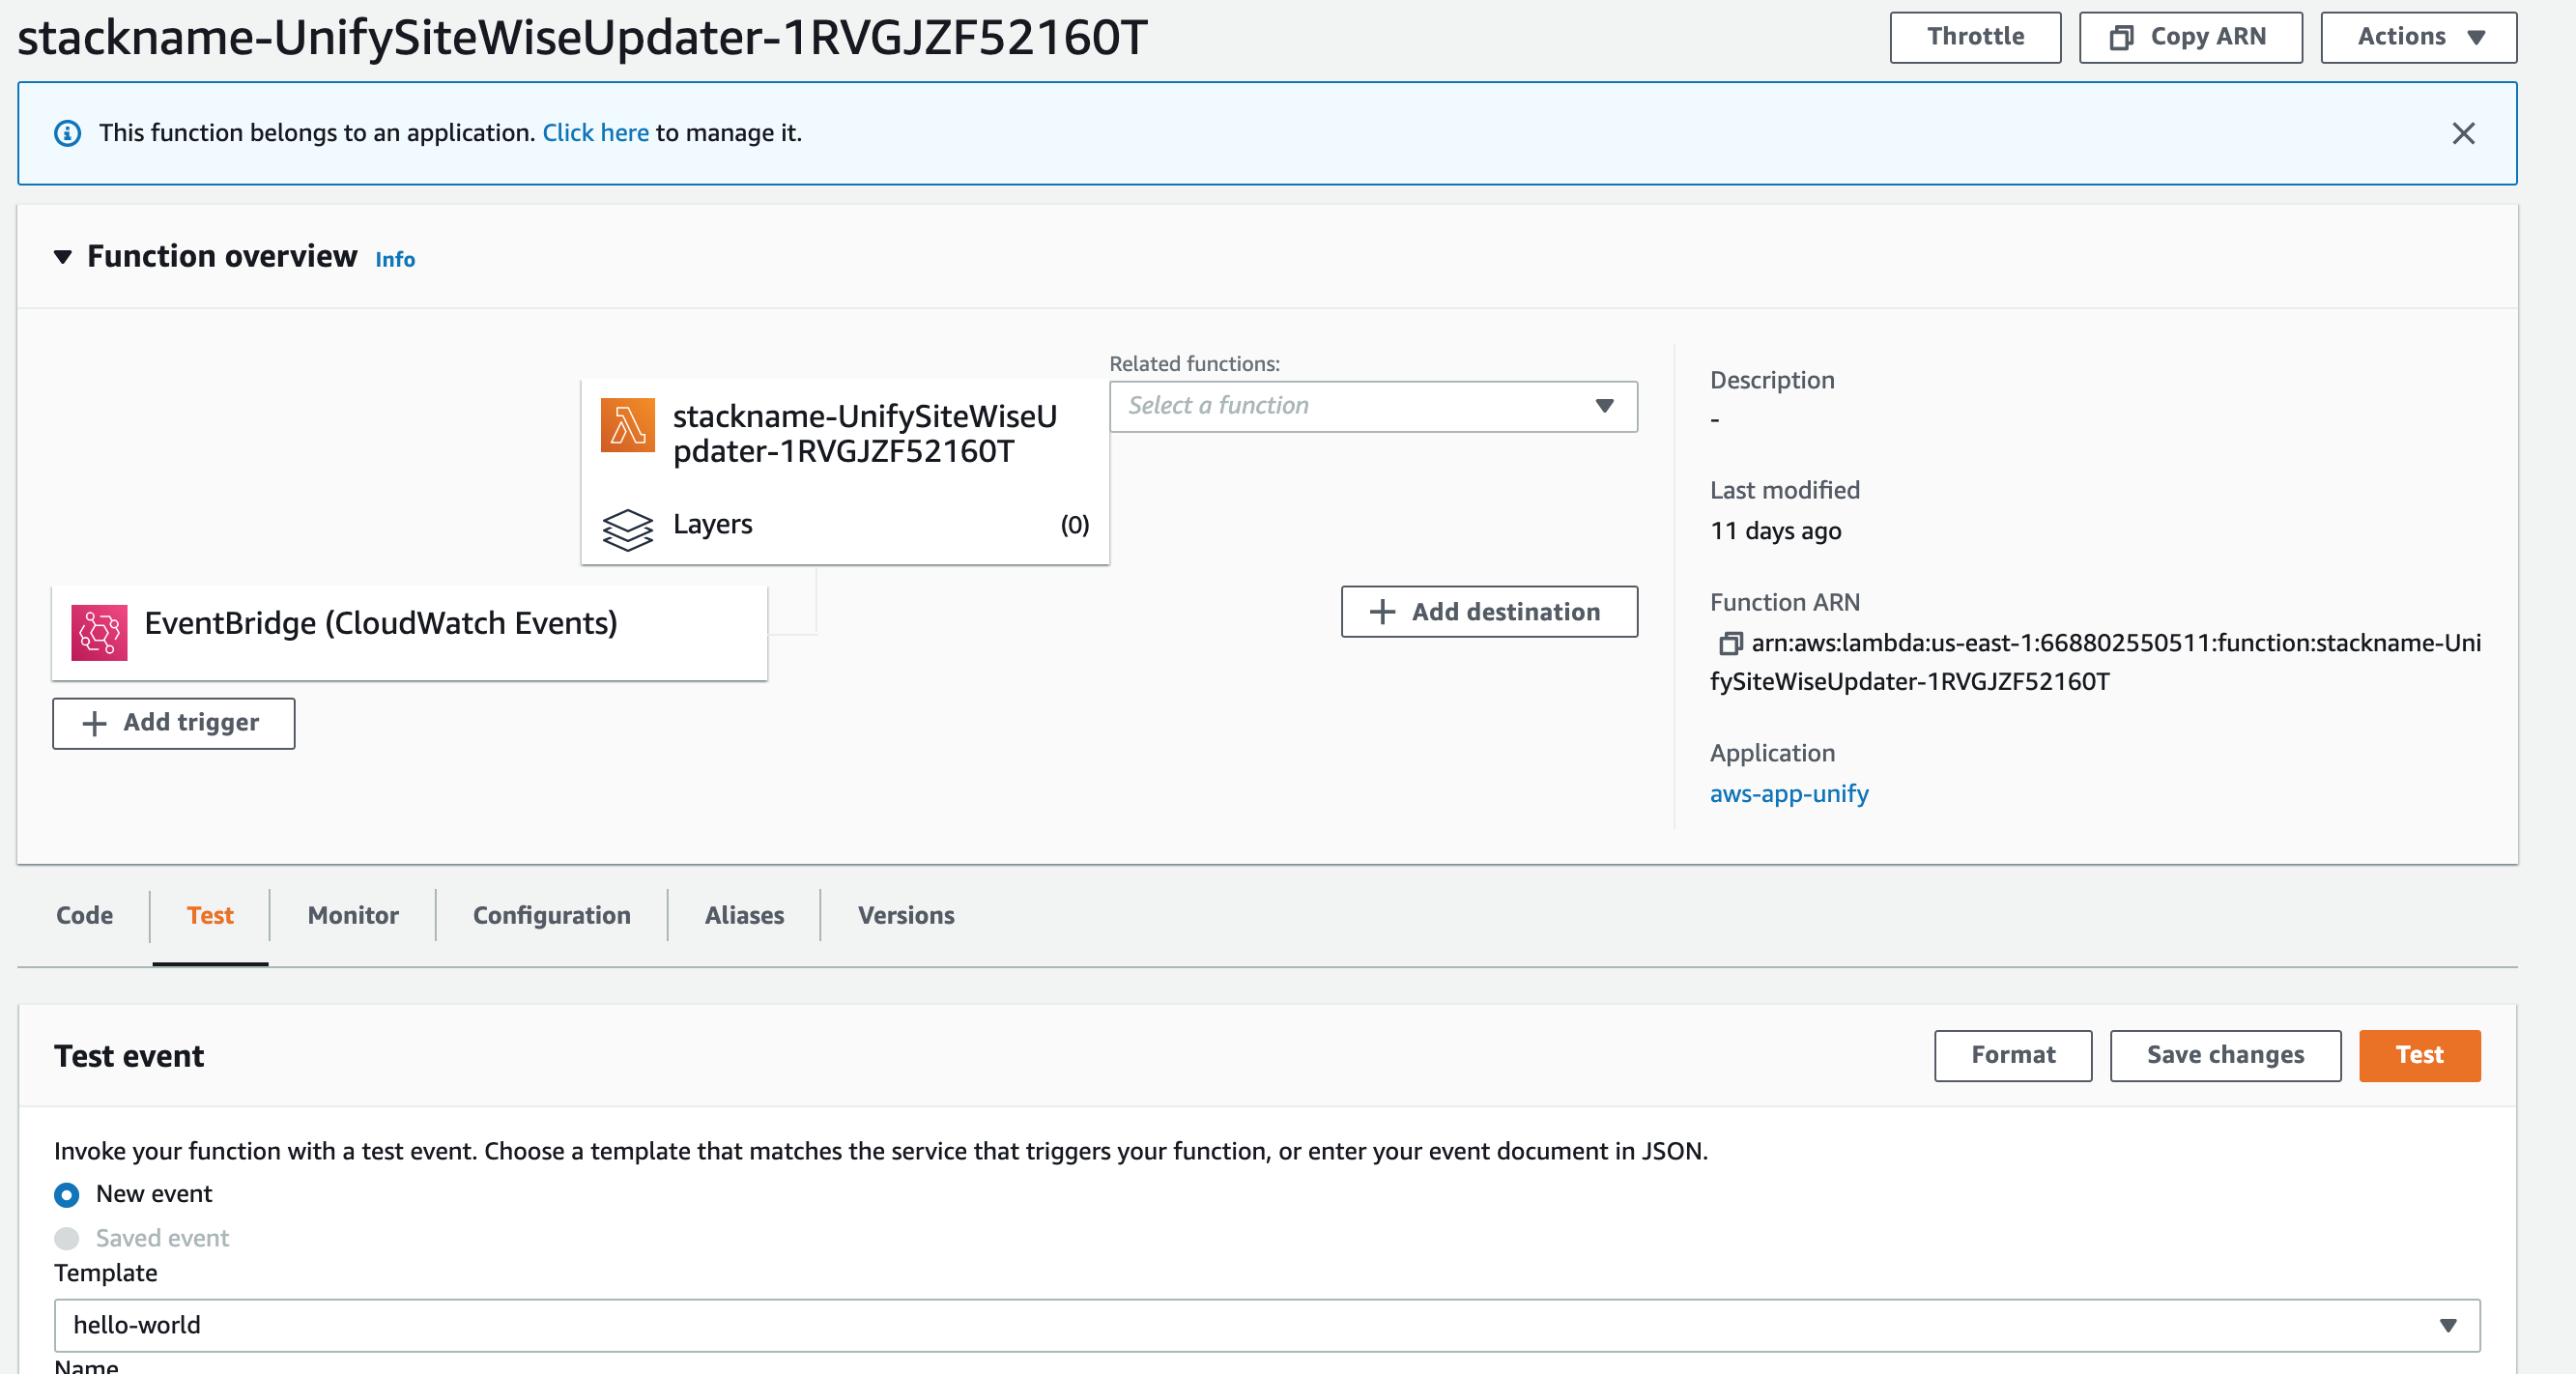 stackname-UnifySiteWiseUpdater-1RVGJZF52160T
Throttle
Copy ARN
Actions
This function belongs to an application. Click here to manage it.
Function overview Info
Related functions:
Select a function
stackname-UnifySiteWiseU
pdater-1RVGJZF52160T
Layers (0)
EventBridge (CloudWatch Events)
Add trigger
Add destination
Description
-
Last modified
11 days ago
Function ARN
arn:aws:lambda:us-east-1:668802550511:function:stackname-Uni
fySiteWiseUpdater-1RVGJZF52160T
Application
aws-app-unify
Code
Test
Monitor
Configuration
Aliases
Versions
Test event
Format
Save changes
Test
Invoke your function with a test event. Choose a template that matches the service that triggers your function, or enter your event document in JSON.
New event
Saved event
Template
hello-world
Name